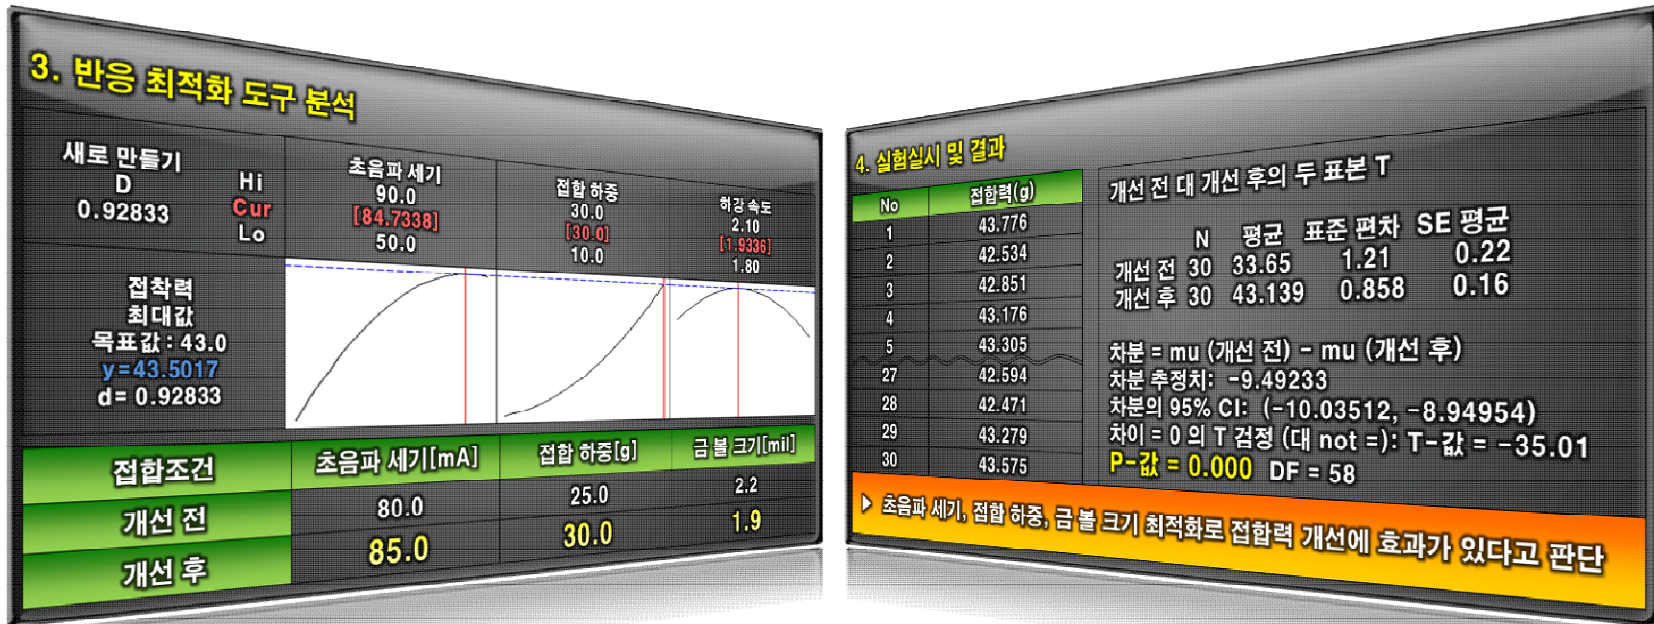 3. 반응 최적화 도구 분석
새로 만들기
D
0.92833
Hi
Cur
Lo
초음파 세기
90.0
[84.7338]
50.0
접합 하중
30.0
[30.0]
10.0
하강 속도
2.10
[1.9336]
1.80
접착력
최대값
목표값 : 43.0
y=43.5017
d= 0.92833
접합조건 초음파 세기[mA] 접합 하중[g] 금 볼 크기[mil]
개선 전 80.0 25.0 2.2
개선 후 85.0 30.0 1.9
4. 실험실시 및 결과
No 접합력(g)
1 43.776
2 42.534
3 42.851
4 43.176
5 43.305
27 42.594
28 42.471
29 43.279
30 43.575
개선 전 대 개선 후의 두 표본 T
N 평균 표준 편차 SE 평균
개선 전 30 33.65 1.21 0.22
개선 후 30 43.139 0.858 0.16
차분 = mu (개선 전) - mu (개선 후)
차분 추정치: -9.49233
차분의 95% CI: (-10.03512, -8.94954)
차이 = 0 의 T 검정 (대 not =): T-값 = -35.01
P-값 = 0.000 DF = 58
▶ 초음파 세기, 접합 하중, 금 볼 크기 최적화로 접합력 개선에 효과가 있다고 판단